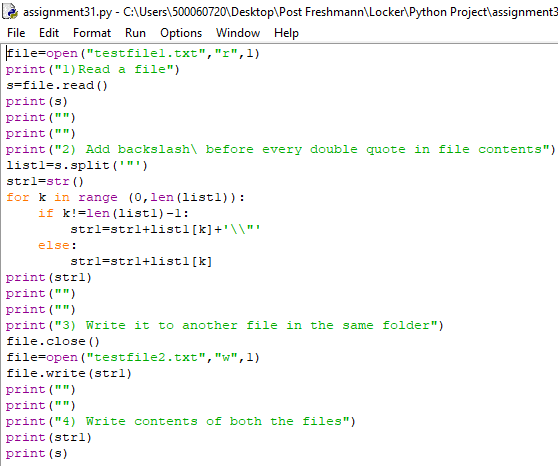 assignment31.py - C:\Users\500060720\Desktop\Post Freshmann\Locker\Python Project\assignment3
File Edit Format Run Options Window Help
file=open("testfile1.txt","r",1)
print("1)Read a file")
s=file.read()
print(s)
print("")
print("")
print("2) Add backslash\ before every double quote in file contents")
list1=s.split('"')
str1=str()
for k in range (0,len(list1)):
    if k!=len(list1)-1:
        str1=str1+list1[k]+'\\"'
    else:
        str1=str1+list1[k]
print(str1)
print("")
print("")
print("3) Write it to another file in the same folder")
file.close()
file=open("testfile2.txt","w",1)
file.write(str1)
print("")
print("")
print("4) Write contents of both the files")
print(str1)
print(s)